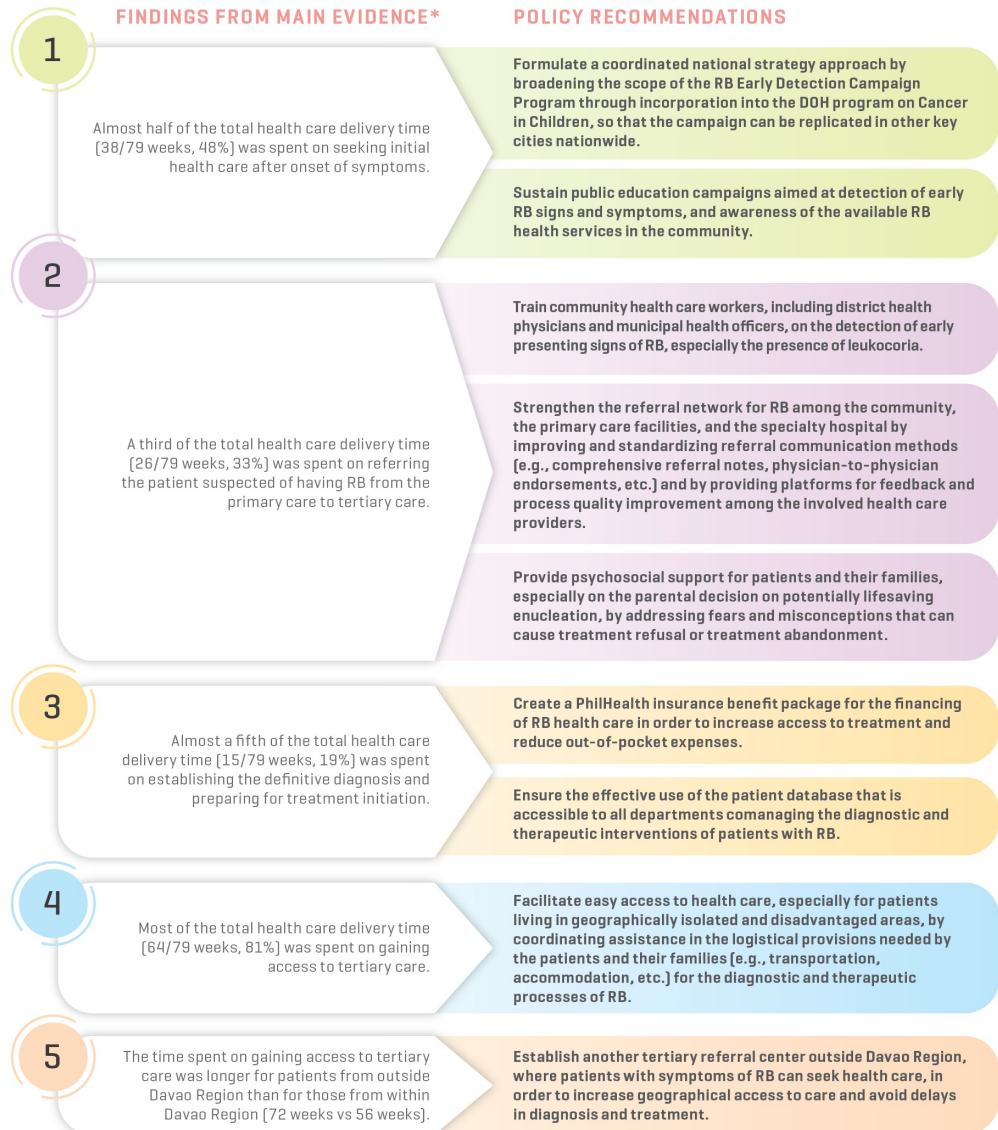 FINDINGS FROM MAIN EVIDENCE*
POLICY RECOMMENDATIONS
1
Almost half of the total health care delivery time
(38/79 weeks, 48%) was spent on seeking initial
health care after onset of symptoms.
Formulate a coordinated national strategy approach by
broadening the scope of the RB Early Detection Campaign
Program through incorporation into the DOH program on Cancer
in Children, so that the campaign can be replicated in other key
cities nationwide.
Sustain public education campaigns aimed at detection of early
RB signs and symptoms, and awareness of the available RB
health services in the community.
2
A third of the total health care delivery time
(26/79 weeks, 33%) was spent on referring
the patient suspected of having RB from the
primary care to tertiary care.
Train community health care workers, including district health
physicians and municipal health officers, on the detection of early
presenting signs of RB, especially the presence of leukocoria.
Strengthen the referral network for RB among the community,
the primary care facilities, and the specialty hospital by
improving and standardizing referral communication methods
(e.g., comprehensive referral notes, physician-to-physician
endorsements, etc.) and by providing platforms for feedback and
process quality improvement among the involved health care
providers.
Provide psychosocial support for patients and their families,
especially on the parental decision on potentially lifesaving
enucleation, by addressing fears and misconceptions that can
cause treatment refusal or treatment abandonment.
3
Almost a fifth of the total health care
delivery time (15/79 weeks, 19%) was spent
on establishing the definitive diagnosis and
preparing for treatment initiation.
Create a PhilHealth insurance benefit package for the financing
of RB health care in order to increase access to treatment and
reduce out-of-pocket expenses.
Ensure the effective use of the patient database that is
accessible to all departments comanaging the diagnostic and
therapeutic interventions of patients with RB.
4
Most of the total health care delivery time
(64/79 weeks, 81%) was spent on gaining
access to tertiary care.
Facilitate easy access to health care, especially for patients
living in geographically isolated and disadvantaged areas, by
coordinating assistance in the logistical provisions needed by
the patients and their families (e.g., transportation,
accommodation, etc.) for the diagnostic and therapeutic
processes of RB.
5
The time spent on gaining access to tertiary
care was longer for patients from outside
Davao Region than for those from within
Davao Region (72 weeks vs 56 weeks).
Establish another tertiary referral center outside Davao Region,
where patients with symptoms of RB can seek health care, in
order to increase geographical access to care and avoid delays
in diagnosis and treatment.